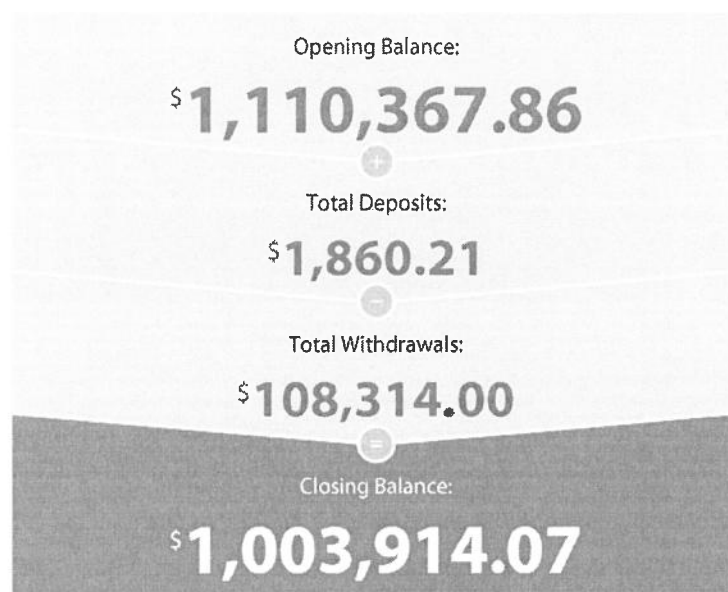 Opening Balance:
$1,110,367.86
+
Total Deposits:
$1,860.21
−
Total Withdrawals:
$108,314.00
=
Closing Balance:
$1,003,914.07